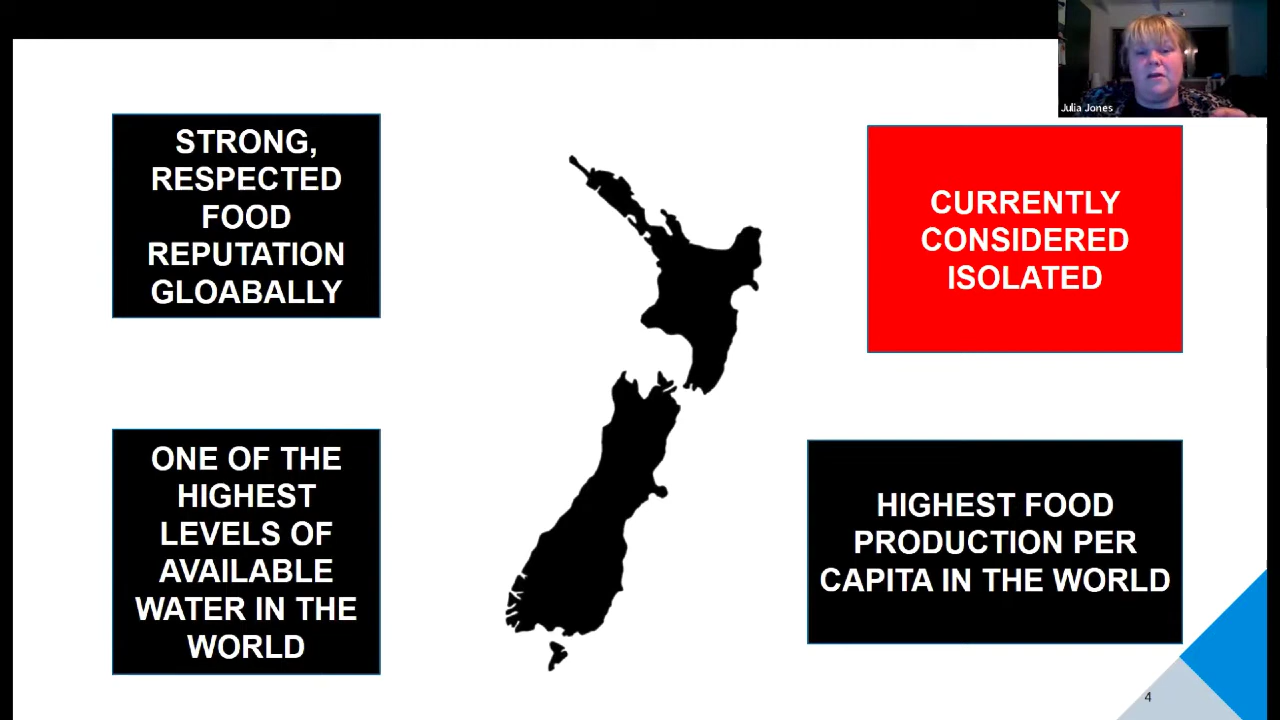 Julia Jones
STRONG,
RESPECTED
FOOD
REPUTATION
GLOABALLY
CURRENTLY
CONSIDERED
ISOLATED
ONE OF THE
HIGHEST
LEVELS OF
AVAILABLE
WATER IN THE
WORLD
HIGHEST FOOD
PRODUCTION PER
CAPITA IN THE WORLD
4